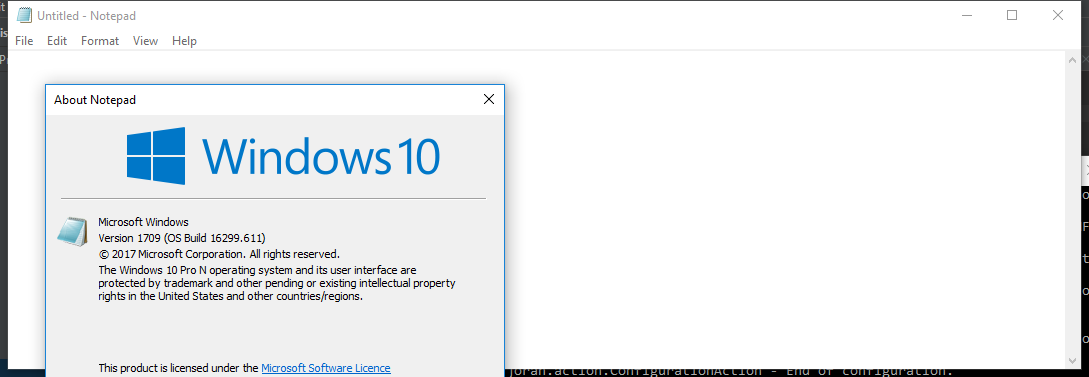 Untitled - Notepad
File Edit Format View Help
About Notepad
Windows 10
Microsoft Windows
Version 1709 (OS Build 16299.611)
© 2017 Microsoft Corporation. All rights reserved.
The Windows 10 Pro N operating system and its user interface are
protected by trademark and other pending or existing intellectual property
rights in the United States and other countries/regions.
This product is licensed under the Microsoft Software Licence
joran.action.ConfigurationAction - End of configuration.